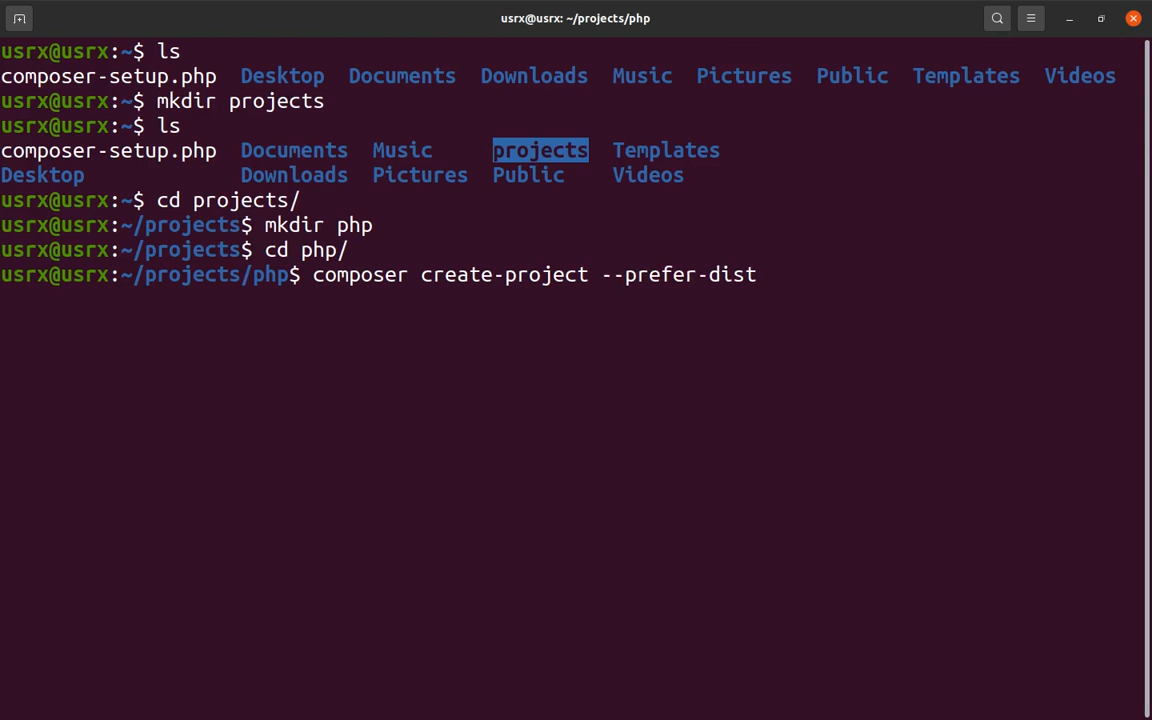 usrx@usrx: ~/projects/php
usrx@usrx:~$ ls
composer-setup.php  Desktop  Documents  Downloads  Music  Pictures  Public  Templates  Videos
usrx@usrx:~$ mkdir projects
usrx@usrx:~$ ls
composer-setup.php  Documents  Music     projects  Templates
Desktop             Downloads  Pictures  Public    Videos
usrx@usrx:~$ cd projects/
usrx@usrx:~/projects$ mkdir php
usrx@usrx:~/projects$ cd php/
usrx@usrx:~/projects/php$ composer create-project --prefer-dist